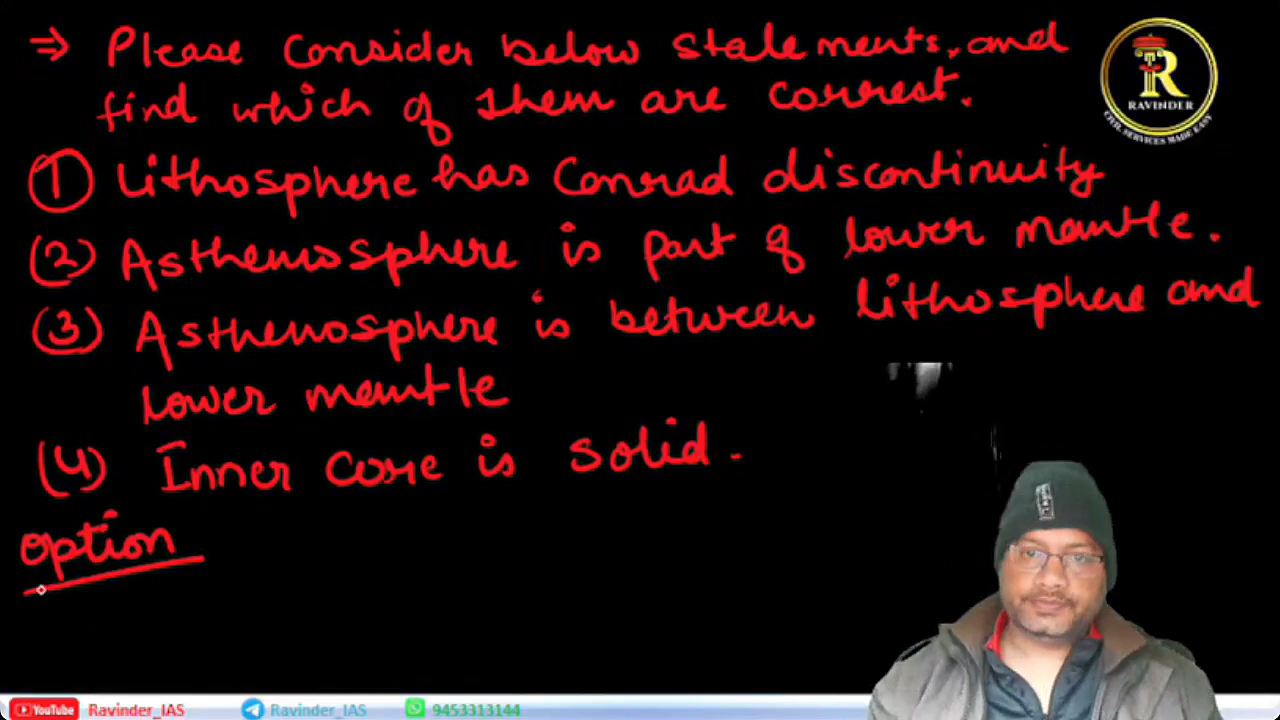 ⇒ Please Consider below statements, and
find which of them are correct.
① Lithosphere has Conrad discontinuity
(2) Asthenosphere is part of lower mantle.
(3) Asthenosphere is between lithosphere and
Lower mantle
(4) Inner core is solid.
option
R
RAVINDER
CIVIL SERVICES MADE EASY
YouTube Ravinder_IAS Ravinder_IAS 9453313144